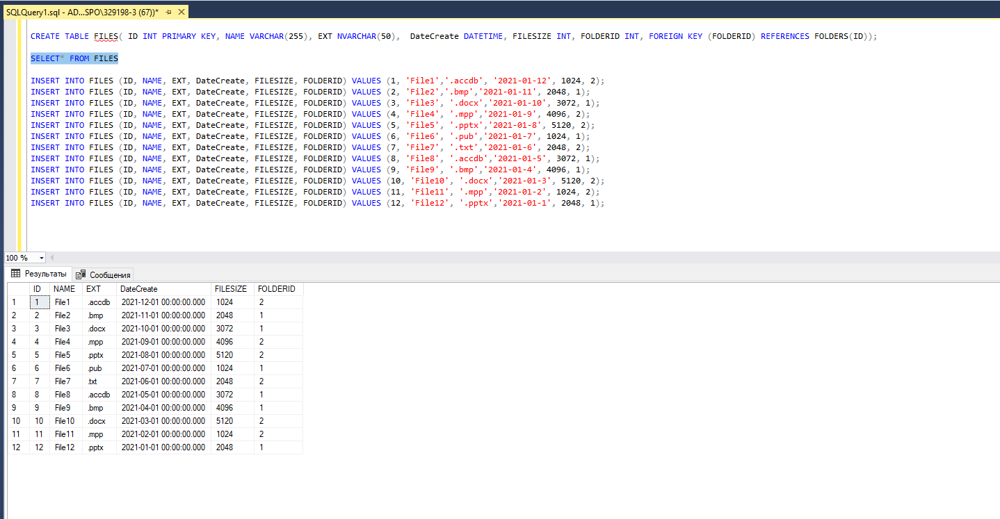 SQLQuery1.sql - AD...SPO\329198-3 (67))*
CREATE TABLE FILES( ID INT PRIMARY KEY, NAME VARCHAR(255), EXT NVARCHAR(50),  DateCreate DATETIME, FILESIZE INT, FOLDERID INT, FOREIGN KEY (FOLDERID) REFERENCES FOLDERS(ID));
SELECT* FROM FILES
INSERT INTO FILES (ID, NAME, EXT, DateCreate, FILESIZE, FOLDERID) VALUES (1, 'File1','.accdb', '2021-01-12', 1024, 2);
INSERT INTO FILES (ID, NAME, EXT, DateCreate, FILESIZE, FOLDERID) VALUES (2, 'File2','.bmp','2021-01-11', 2048, 1);
INSERT INTO FILES (ID, NAME, EXT, DateCreate, FILESIZE, FOLDERID) VALUES (3, 'File3', '.docx','2021-01-10', 3072, 1);
INSERT INTO FILES (ID, NAME, EXT, DateCreate, FILESIZE, FOLDERID) VALUES (4, 'File4', '.mpp','2021-01-9', 4096, 2);
INSERT INTO FILES (ID, NAME, EXT, DateCreate, FILESIZE, FOLDERID) VALUES (5, 'File5', '.pptx','2021-01-8', 5120, 2);
INSERT INTO FILES (ID, NAME, EXT, DateCreate, FILESIZE, FOLDERID) VALUES (6, 'File6', '.pub','2021-01-7', 1024, 1);
INSERT INTO FILES (ID, NAME, EXT, DateCreate, FILESIZE, FOLDERID) VALUES (7, 'File7', '.txt','2021-01-6', 2048, 2);
INSERT INTO FILES (ID, NAME, EXT, DateCreate, FILESIZE, FOLDERID) VALUES (8, 'File8', '.accdb','2021-01-5', 3072, 1);
INSERT INTO FILES (ID, NAME, EXT, DateCreate, FILESIZE, FOLDERID) VALUES (9, 'File9', '.bmp','2021-01-4', 4096, 1);
INSERT INTO FILES (ID, NAME, EXT, DateCreate, FILESIZE, FOLDERID) VALUES (10, 'File10', '.docx','2021-01-3', 5120, 2);
INSERT INTO FILES (ID, NAME, EXT, DateCreate, FILESIZE, FOLDERID) VALUES (11, 'File11', '.mpp','2021-01-2', 1024, 2);
INSERT INTO FILES (ID, NAME, EXT, DateCreate, FILESIZE, FOLDERID) VALUES (12, 'File12', '.pptx','2021-01-1', 2048, 1);
100 %
Результаты Сообщения
ID NAME EXT DateCreate FILESIZE FOLDERID
1 1 File1 .accdb 2021-12-01 00:00:00.000 1024 2
2 2 File2 .bmp 2021-11-01 00:00:00.000 2048 1
3 3 File3 .docx 2021-10-01 00:00:00.000 3072 1
4 4 File4 .mpp 2021-09-01 00:00:00.000 4096 2
5 5 File5 .pptx 2021-08-01 00:00:00.000 5120 2
6 6 File6 .pub 2021-07-01 00:00:00.000 1024 1
7 7 File7 .txt 2021-06-01 00:00:00.000 2048 2
8 8 File8 .accdb 2021-05-01 00:00:00.000 3072 1
9 9 File9 .bmp 2021-04-01 00:00:00.000 4096 1
10 10 File10 .docx 2021-03-01 00:00:00.000 5120 2
11 11 File11 .mpp 2021-02-01 00:00:00.000 1024 2
12 12 File12 .pptx 2021-01-01 00:00:00.000 2048 1